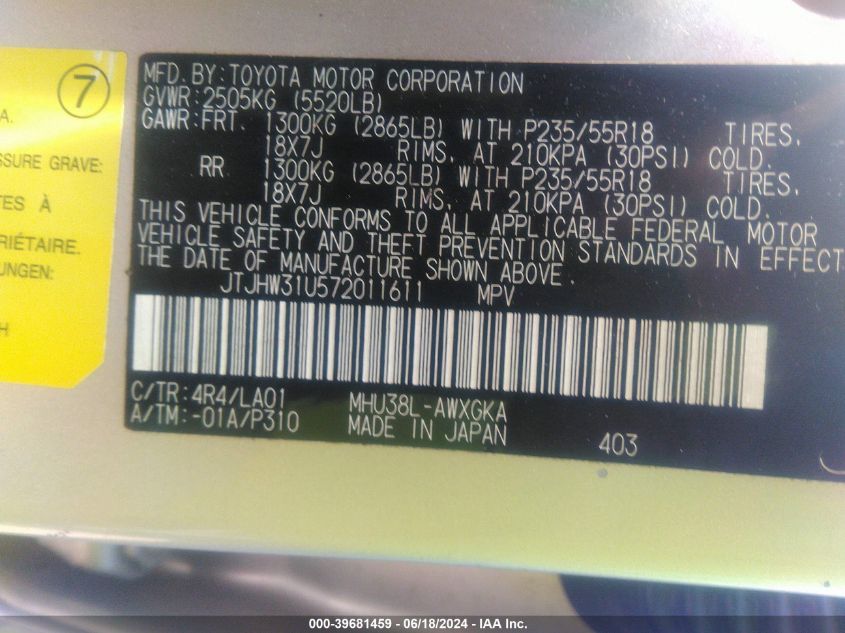 7
A.
SSURE GRAVE:
TES À
RIÉTAIRE.
UNGEN:
H
MFD.BY:TOYOTA MOTOR CORPORATION
GVWR:2505KG (5520LB)
GAWR:FRT. 1300KG (2865LB) WITH P235/55R18 TIRES,
18X7J RIMS, AT 210KPA (30PSI) COLD.
RR 1300KG (2865LB) WITH P235/55R18 TIRES,
18X7J RIMS, AT 210KPA (30PSI) COLD.
THIS VEHICLE CONFORMS TO ALL APPLICABLE FEDERAL MOTOR
VEHICLE SAFETY AND THEFT PREVENTION STANDARDS IN EFFECT
THE DATE OF MANUFACTURE SHOWN ABOVE.
JTJHW31U572011611 MPV
C/TR:4R4/LA01 MHU38L-AWXGKA
A/TM:-01A/P310 MADE IN JAPAN
403
000-39681459 - 06/18/2024 - IAA Inc.